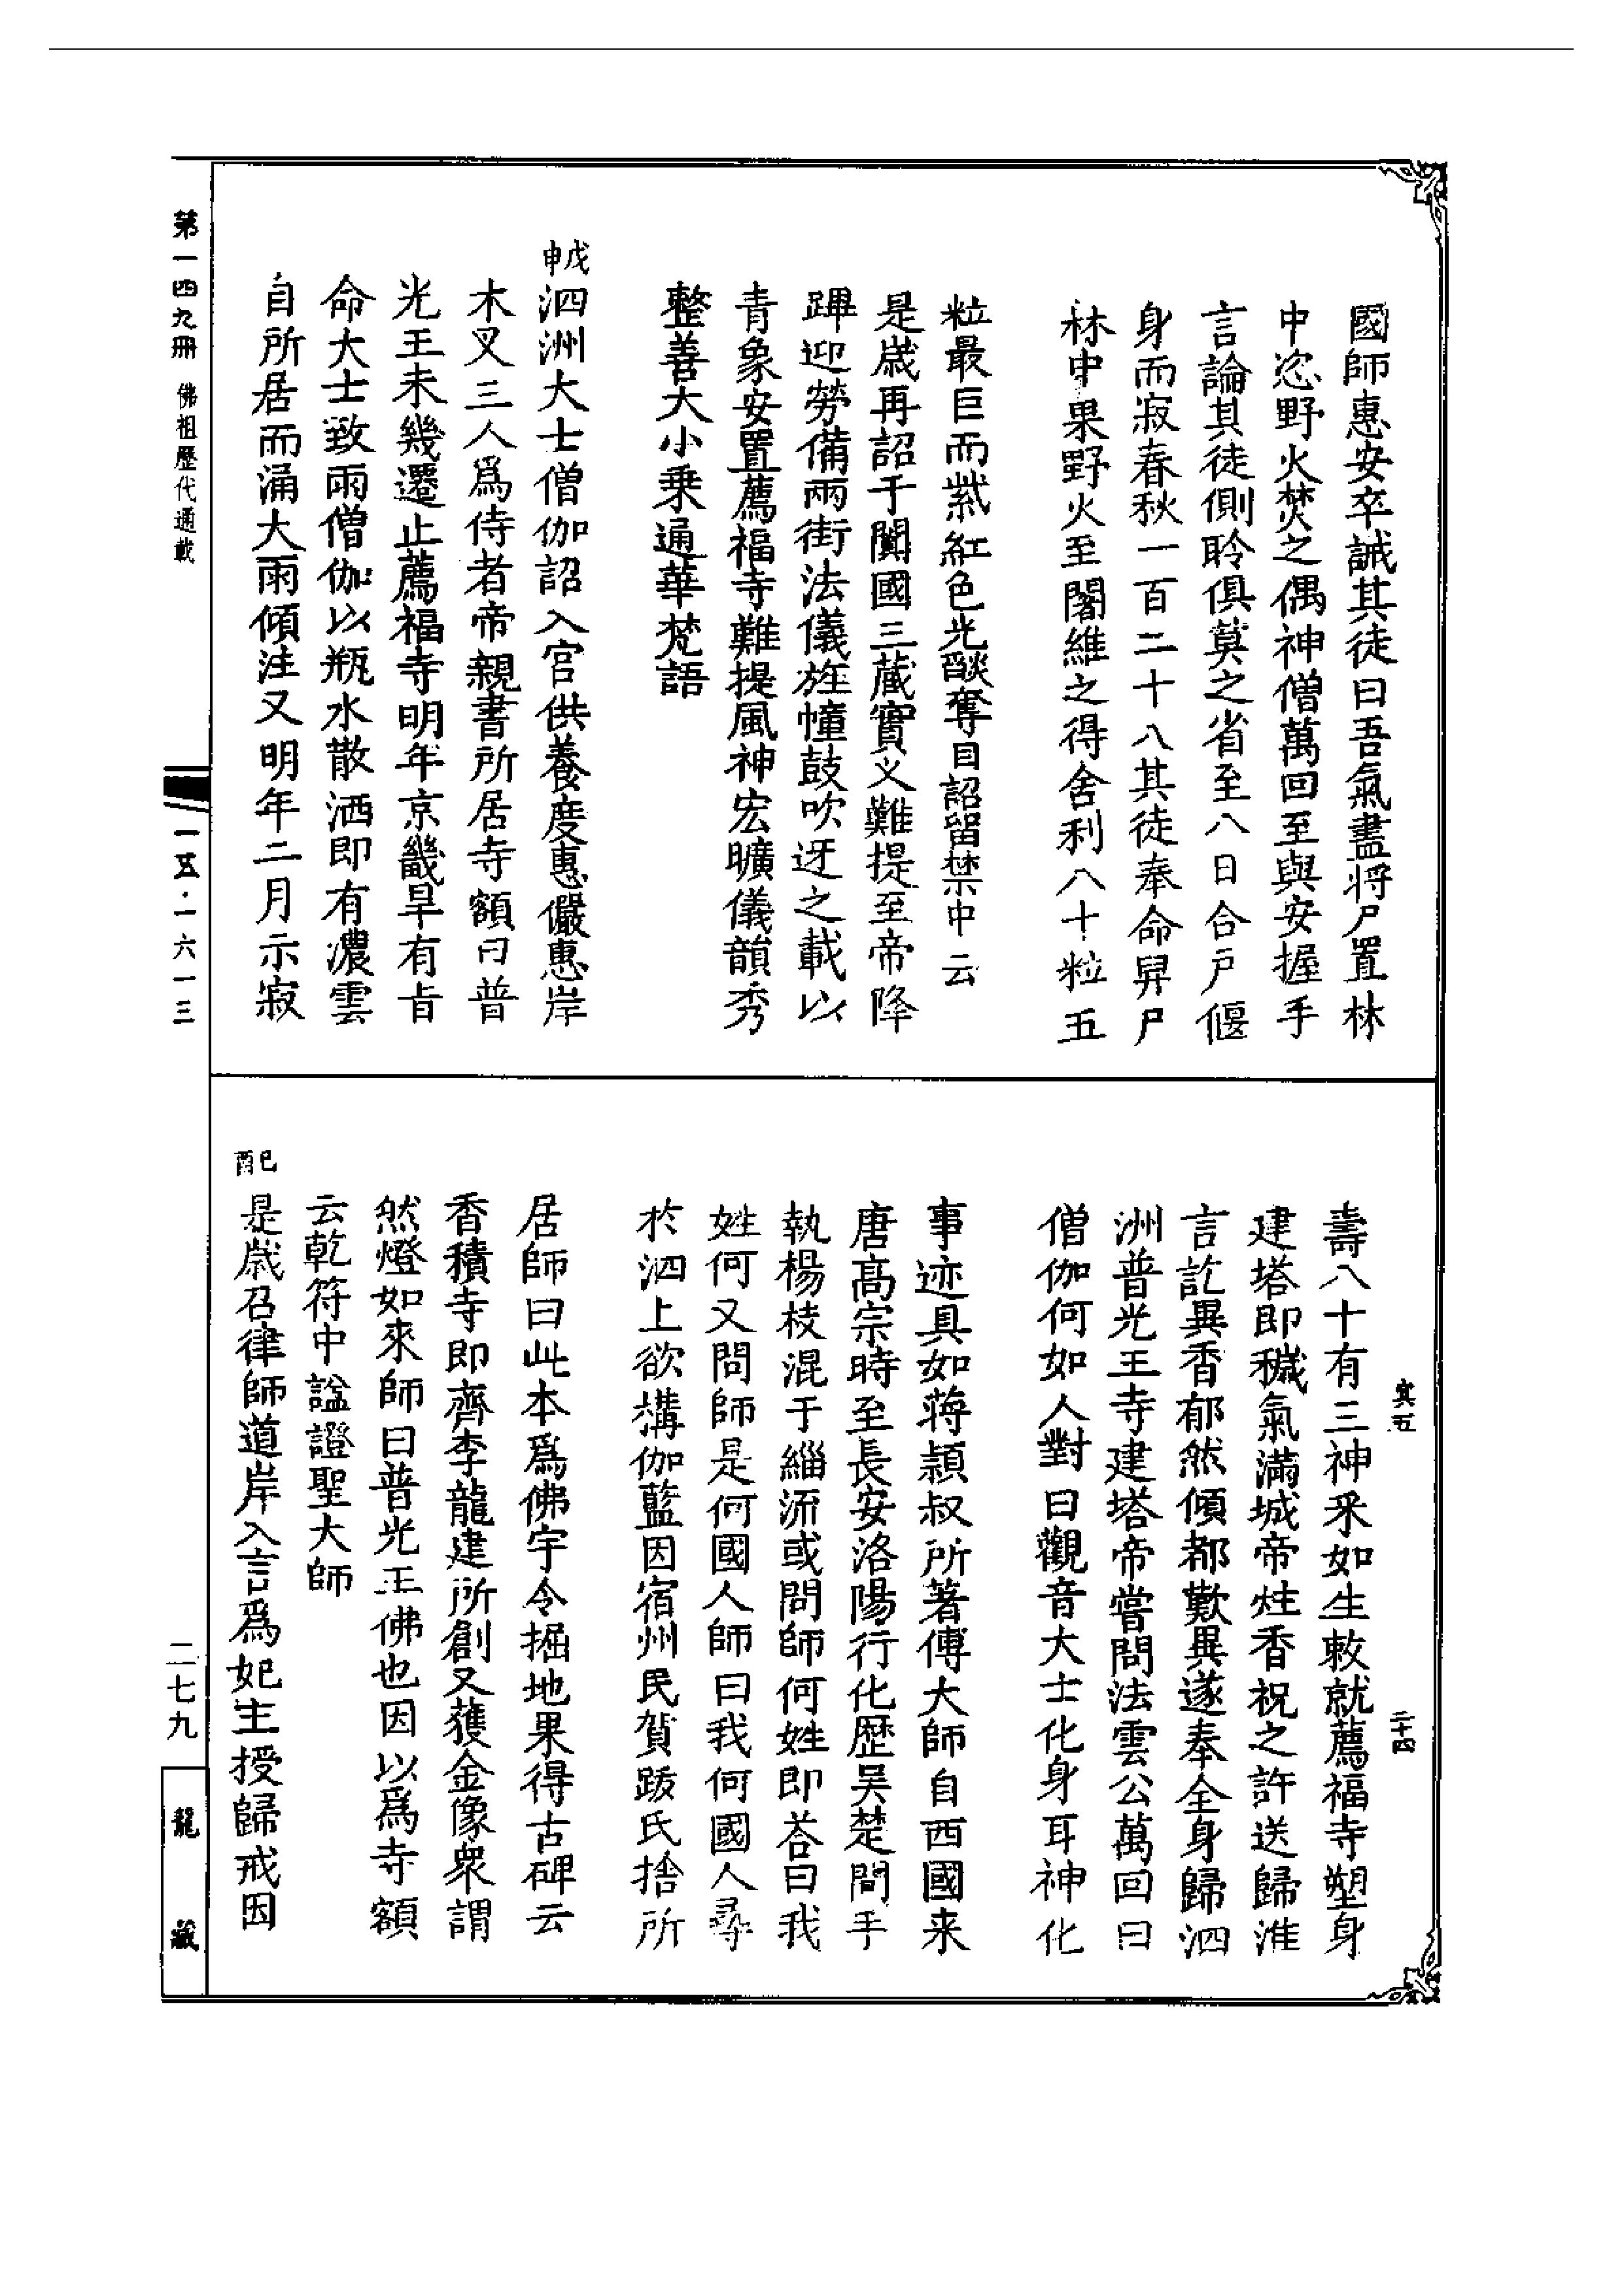 國師惠安卒誡其徒曰吾氣盡將尸置林
中恣野火焚之偶神僧萬回至與安握手
言論其徒側聆俱莫之省至八日合戶偃
身而寂春秋一百二十八其徒奉命舁尸
林中果野火至闍維之得舍利八十粒五
粒最巨而紫紅色光燄奪目詔留禁中云
是歲再詔于闐國三藏實叉難提至帝降
蹕迎勞備兩街法儀旌幢鼓吹迓之載以
青象安置薦福寺難提風神宏曠儀韻秀
整善大小乘通華梵語
戊申
泗洲大士僧伽詔入宮供養度惠儼惠岸
木叉三人爲侍者帝親書所居寺額曰普
光王未幾遷止薦福寺明年京畿旱有旨
命大士致雨僧伽以瓶水散洒即有濃雲
自所居而涌大雨傾注又明年二月示寂
壽八十有三神采如生敕就薦福寺塑身
建塔即穢氣滿城帝炷香祝之許送歸淮
言訖異香郁然傾都歎異遂奉全身歸泗
洲普光王寺建塔帝嘗問法雲公萬回曰
僧伽何如人對曰觀音大士化身耳神化
事迹具如蔣頴叔所著傳大師自西國来
唐高宗時至長安洛陽行化歷吳楚間手
執楊枝混于緇流或問師何姓即荅曰我
姓何又問師是何國人師曰我何國人尋
於泗上欲搆伽藍因宿州民賀跋氏捨所
居師曰此本爲佛宇令掘地果得古碑云
香積寺即齊李龍建所創又獲金像衆謂
然燈如來師曰普光王佛也因以爲寺額
云乾符中諡證聖大師
己酉
是歲召律師道岸入言爲妃主授歸戒因
第一四九冊 佛祖歷代通載
一五·一六一三
二七九
龍藏
二十四